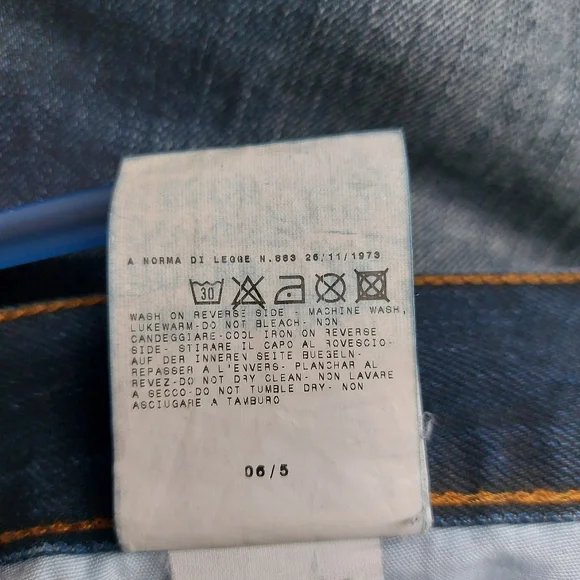 A NORMA DI LEGGE N.883 26/11/1973
30
WASH ON REVERSE SIDE - MACHINE WASH,
LUKEWARM-DO NOT BLEACH- NON
CANDEGGIARE-COOL IRON ON REVERSE
SIDE- STIRARE IL CAPO AL ROVESCIO-
AUF DER INNEREN SEITE BUEGELN-
REPASSER A L'ENVERS- PLANCHAR AL
REVEZ-DO NOT DRY CLEAN- NON LAVARE
A SECCO-DO NOT TUMBLE DRY- NON
ASCIUGARE A TAMBURO
06/5